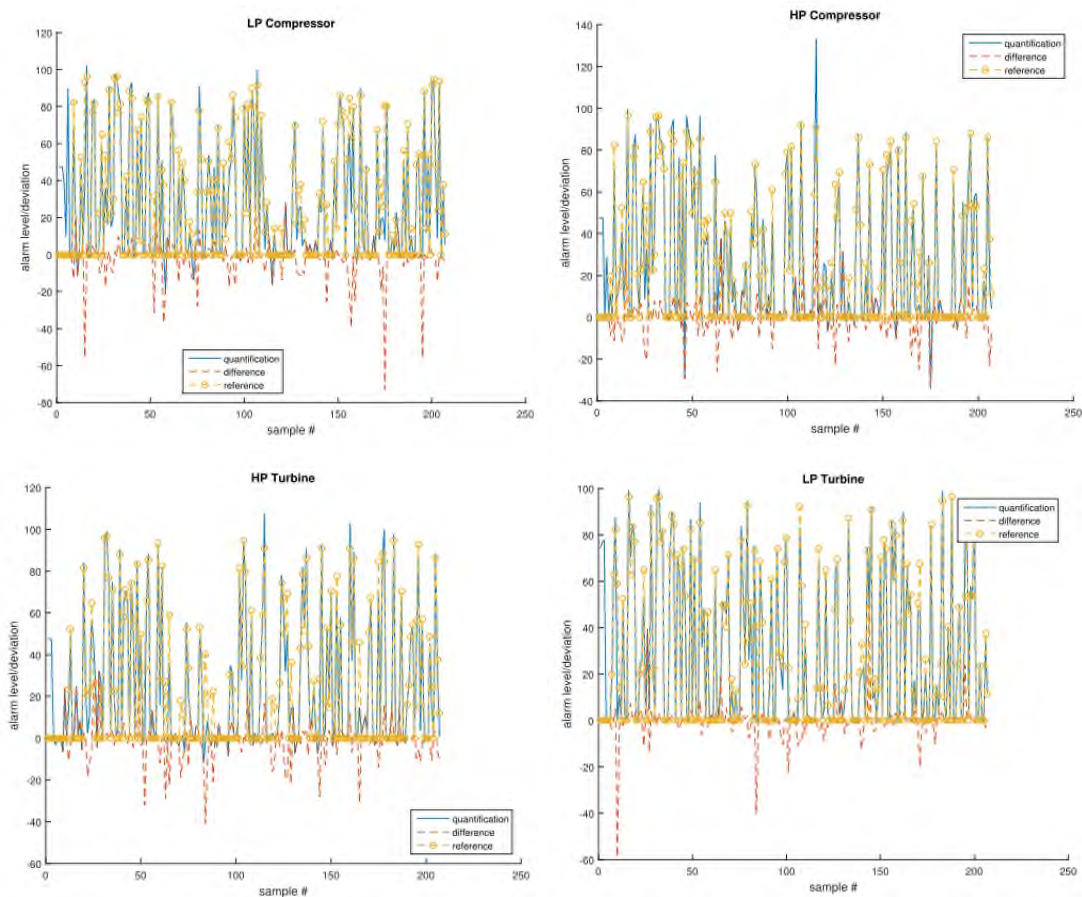 LP Compressor
120
100
80
60
40
20
0
-20
-40
-60
-80
0 50 100 150 200 250
alarm level/deviation
sample #
quantification
difference
reference
HP Compressor
140
120
100
80
60
40
20
0
-20
-40
0 50 100 150 200 250
alarm level/deviation
sample #
quantification
difference
reference
HP Turbine
120
100
80
60
40
20
0
-20
-40
-60
0 50 100 150 200 250
alarm level/deviation
sample #
quantification
difference
reference
LP Turbine
100
80
60
40
20
0
-20
-40
-60
0 50 100 150 200 250
alarm level/deviation
sample #
quantification
difference
reference